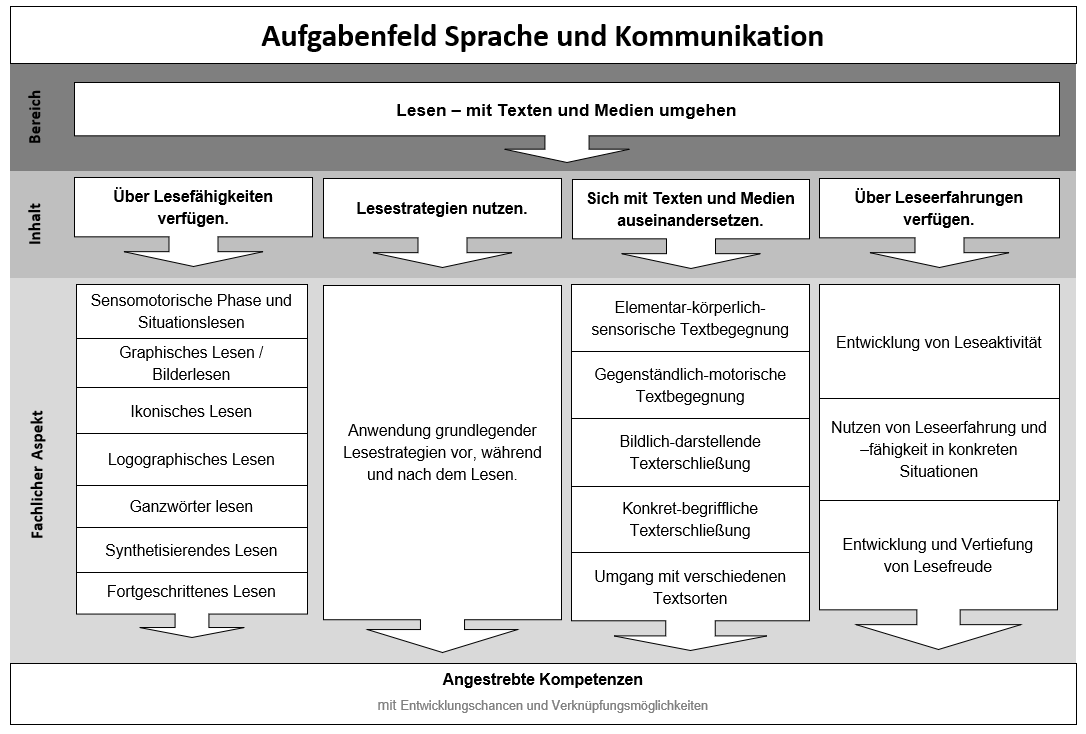 Aufgabenfeld Sprache und Kommunikation
Bereich
Lesen – mit Texten und Medien umgehen
Inhalt
Über Lesefähigkeiten
verfügen.
Lesestrategien nutzen.
Sich mit Texten und Medien
auseinandersetzen.
Über Leseerfahrungen
verfügen.
Fachlicher Aspekt
Sensomotorische Phase und
Situationslesen
Graphisches Lesen /
Bilderlesen
Ikonisches Lesen
Logographisches Lesen
Ganzwörter lesen
Synthetisierendes Lesen
Fortgeschrittenes Lesen
Anwendung grundlegender
Lesestrategien vor, während
und nach dem Lesen.
Elementar-körperlich-
sensorische Textbegegnung
Gegenständlich-motorische
Textbegegnung
Bildlich-darstellende
Texterschließung
Konkret-begriffliche
Texterschließung
Umgang mit verschiedenen
Textsorten
Entwicklung von Leseaktivität
Nutzen von Leseerfahrung und
–fähigkeit in konkreten
Situationen
Entwicklung und Vertiefung
von Lesefreude
Angestrebte Kompetenzen
mit Entwicklungschancen und Verknüpfungsmöglichkeiten